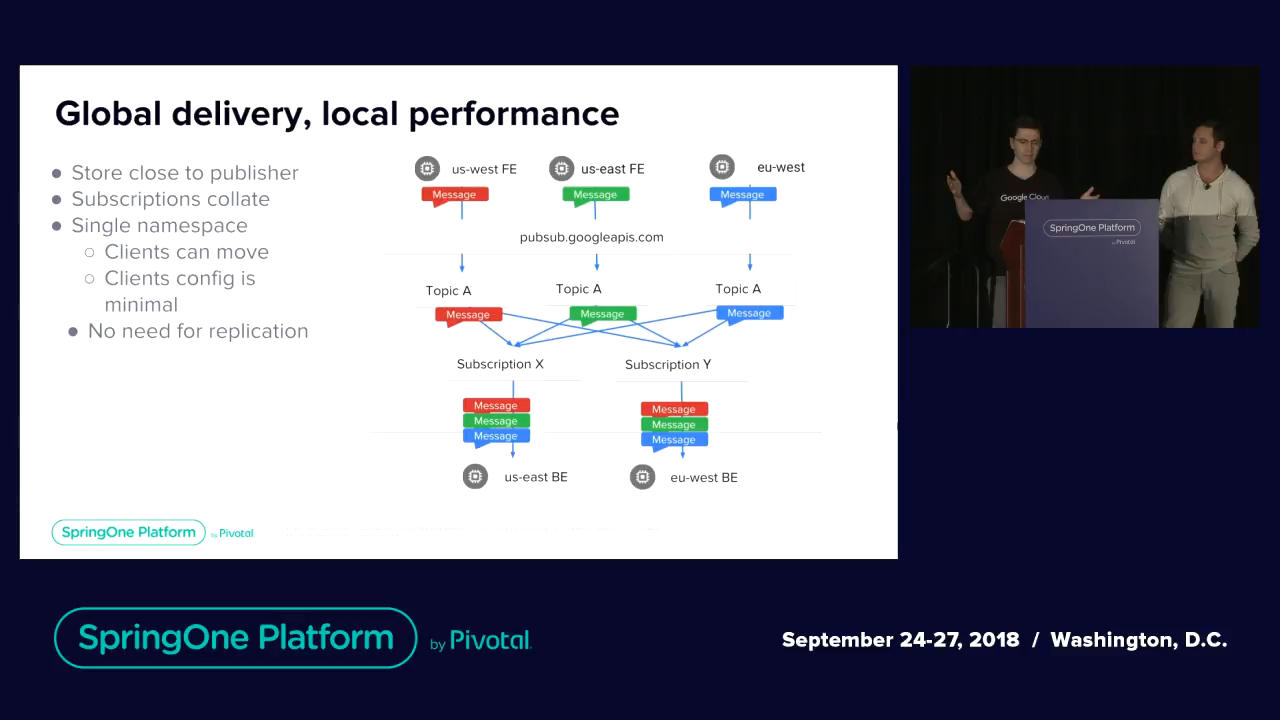 Global delivery, local performance
● Store close to publisher
● Subscriptions collate
● Single namespace
○ Clients can move
○ Clients config is
minimal
● No need for replication
us-west FE
us-east FE
eu-west
Message
Message
Message
pubsub.googleapis.com
Topic A
Topic A
Topic A
Message
Message
Message
Subscription X
Subscription Y
Message
Message
Message
Message
Message
Message
us-east BE
eu-west BE
SpringOne Platform by Pivotal
Google Cloud
SpringOne Platform
by Pivotal
SpringOne Platform by Pivotal.
September 24-27, 2018 / Washington, D.C.